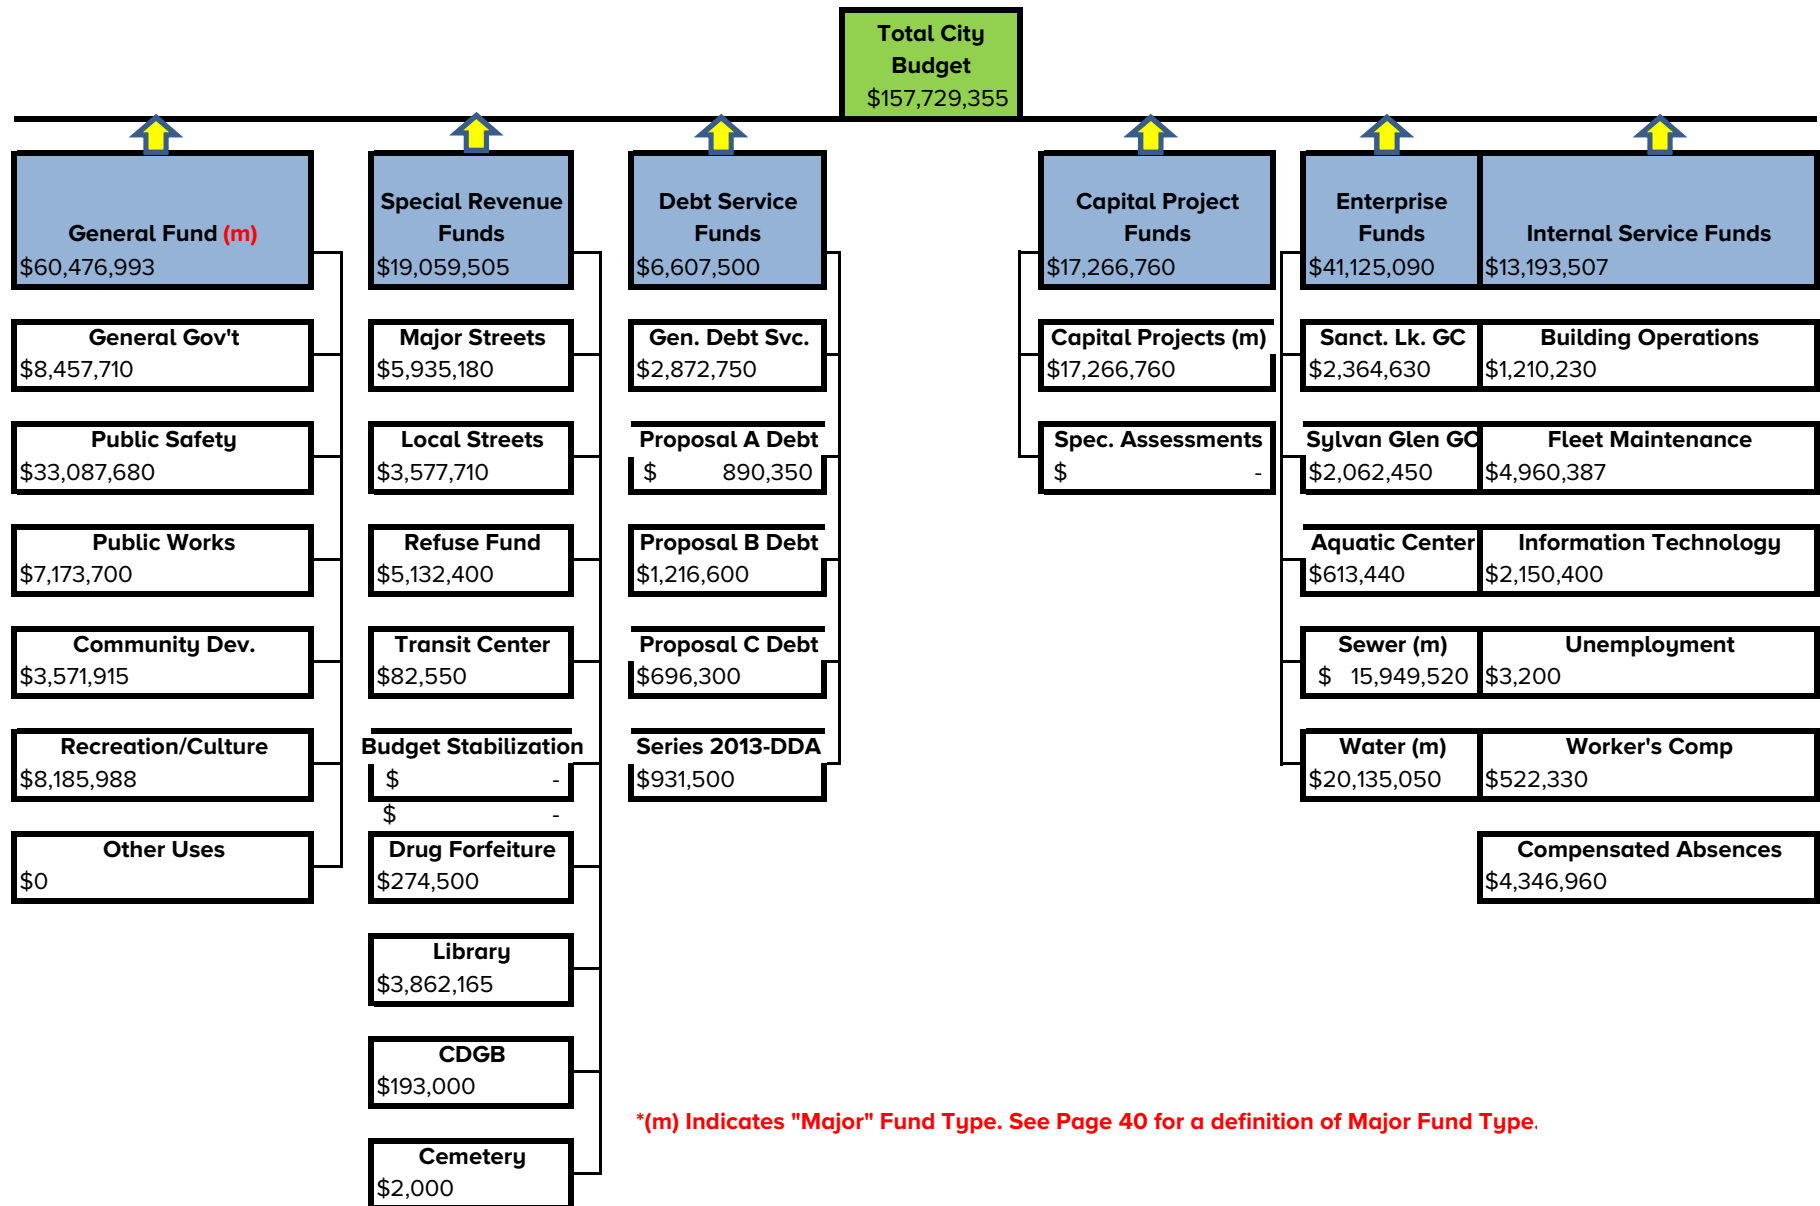 Total City
Budget
$157,729,355
General Fund (m)
$60,476,993
General Gov't
$8,457,710
Public Safety
$33,087,680
Public Works
$7,173,700
Community Dev.
$3,571,915
Recreation/Culture
$8,185,988
Other Uses
$0
Special Revenue
Funds
$19,059,505
Major Streets
$5,935,180
Local Streets
$3,577,710
Refuse Fund
$5,132,400
Transit Center
$82,550
Budget Stabilization
$ -
$ -
Drug Forfeiture
$274,500
Library
$3,862,165
CDGB
$193,000
Cemetery
$2,000
Debt Service
Funds
$6,607,500
Gen. Debt Svc.
$2,872,750
Proposal A Debt
$ 890,350
Proposal B Debt
$1,216,600
Proposal C Debt
$696,300
Series 2013-DDA
$931,500
Capital Project
Funds
$17,266,760
Capital Projects (m)
$17,266,760
Spec. Assessments
$ -
Enterprise
Funds
$41,125,090
Sanct. Lk. GC
$2,364,630
Sylvan Glen GC
$2,062,450
Aquatic Center
$613,440
Sewer (m)
$ 15,949,520
Water (m)
$20,135,050
Internal Service Funds
$13,193,507
Building Operations
$1,210,230
Fleet Maintenance
$4,960,387
Information Technology
$2,150,400
Unemployment
$3,200
Worker's Comp
$522,330
Compensated Absences
$4,346,960
*(m) Indicates "Major" Fund Type. See Page 40 for a definition of Major Fund Type.